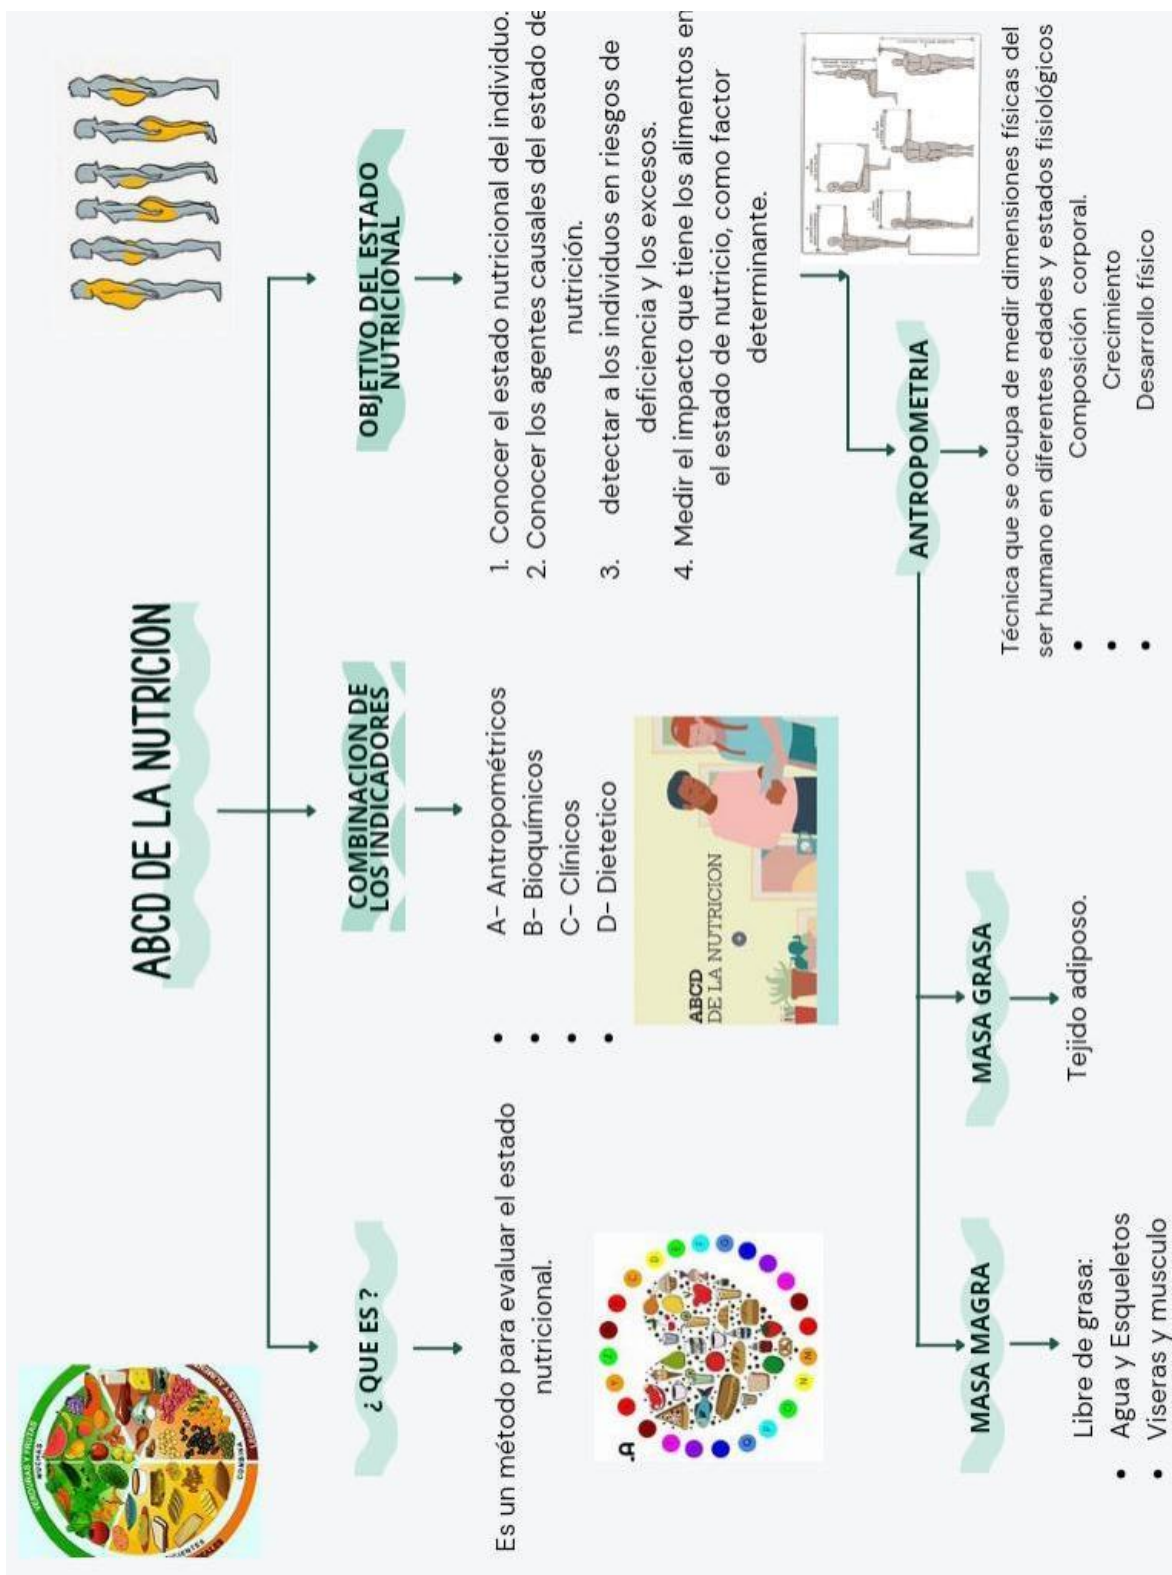 ABCD DE LA NUTRICION
VERDURAS Y FRUTAS
MUCHAS
COMBINA
¿ QUE ES ?
Es un método para evaluar el estado
nutricional.
COMBINACION DE
LOS INDICADORES
• A- Antropométricos
• B- Bioquímicos
• C- Clínicos
• D- Dietetico
ABCD
DE LA NUTRICION
OBJETIVO DEL ESTADO
NUTRICIONAL
1. Conocer el estado nutricional del individuo.
2. Conocer los agentes causales del estado de
nutrición.
3. detectar a los individuos en riesgos de
deficiencia y los excesos.
4. Medir el impacto que tiene los alimentos en
el estado de nutricio, como factor
determinante.
ANTROPOMETRIA
Técnica que se ocupa de medir dimensiones físicas del
ser humano en diferentes edades y estados fisiológicos
• Composición corporal.
• Crecimiento
• Desarrollo físico
MASA MAGRA
Libre de grasa:
• Agua y Esqueletos
• Viseras y musculo
MASA GRASA
Tejido adiposo.